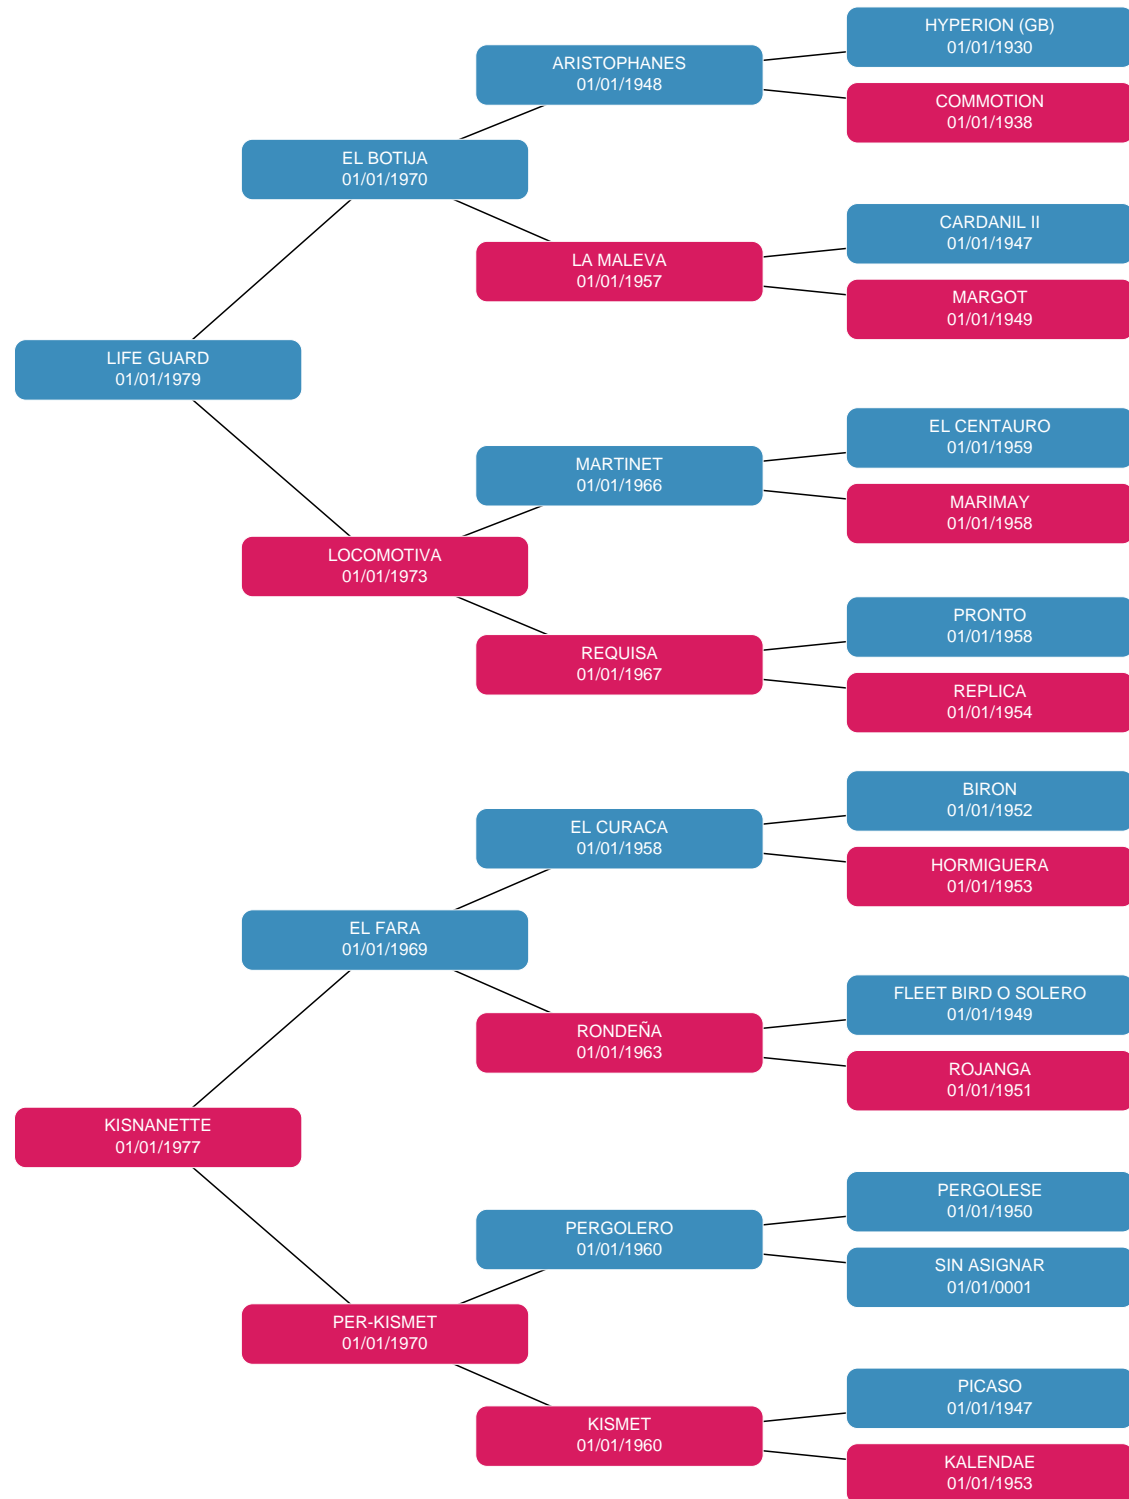 HYPERION (GB)
01/01/1930
ARISTOPHANES
01/01/1948
COMMOTION
01/01/1938
EL BOTIJA
01/01/1970
CARDANIL II
01/01/1947
LA MALEVA
01/01/1957
MARGOT
01/01/1949
LIFE GUARD
01/01/1979
EL CENTAURO
01/01/1959
MARTINET
01/01/1966
MARIMAY
01/01/1958
LOCOMOTIVA
01/01/1973
PRONTO
01/01/1958
REQUISA
01/01/1967
REPLICA
01/01/1954
BIRON
01/01/1952
EL CURACA
01/01/1958
HORMIGUERA
01/01/1953
EL FARA
01/01/1969
FLEET BIRD O SOLERO
01/01/1949
RONDEÑA
01/01/1963
ROJANGA
01/01/1951
KISNANETTE
01/01/1977
PERGOLESE
01/01/1950
PERGOLERO
01/01/1960
SIN ASIGNAR
01/01/0001
PER-KISMET
01/01/1970
PICASO
01/01/1947
KISMET
01/01/1960
KALENDAE
01/01/1953